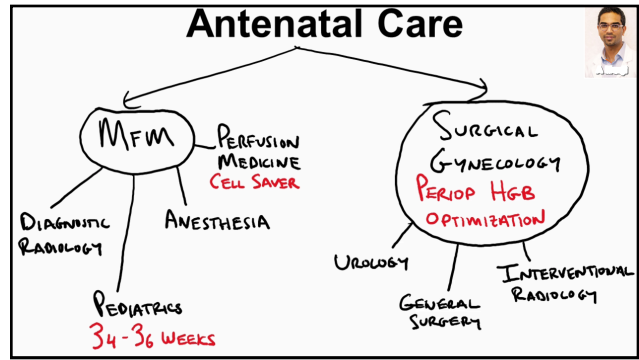 Antenatal Care
MFM
PERFUSION
MEDICINE
CELL SAVER
DIAGNOSTIC
RADIOLOGY
ANESTHESIA
PEDIATRICS
34-36 WEEKS
SURGICAL
GYNECOLOGY
PERIOP HGB
OPTIMIZATION
UROLOGY
GENERAL
SURGERY
INTERVENTIONAL
RADIOLOGY